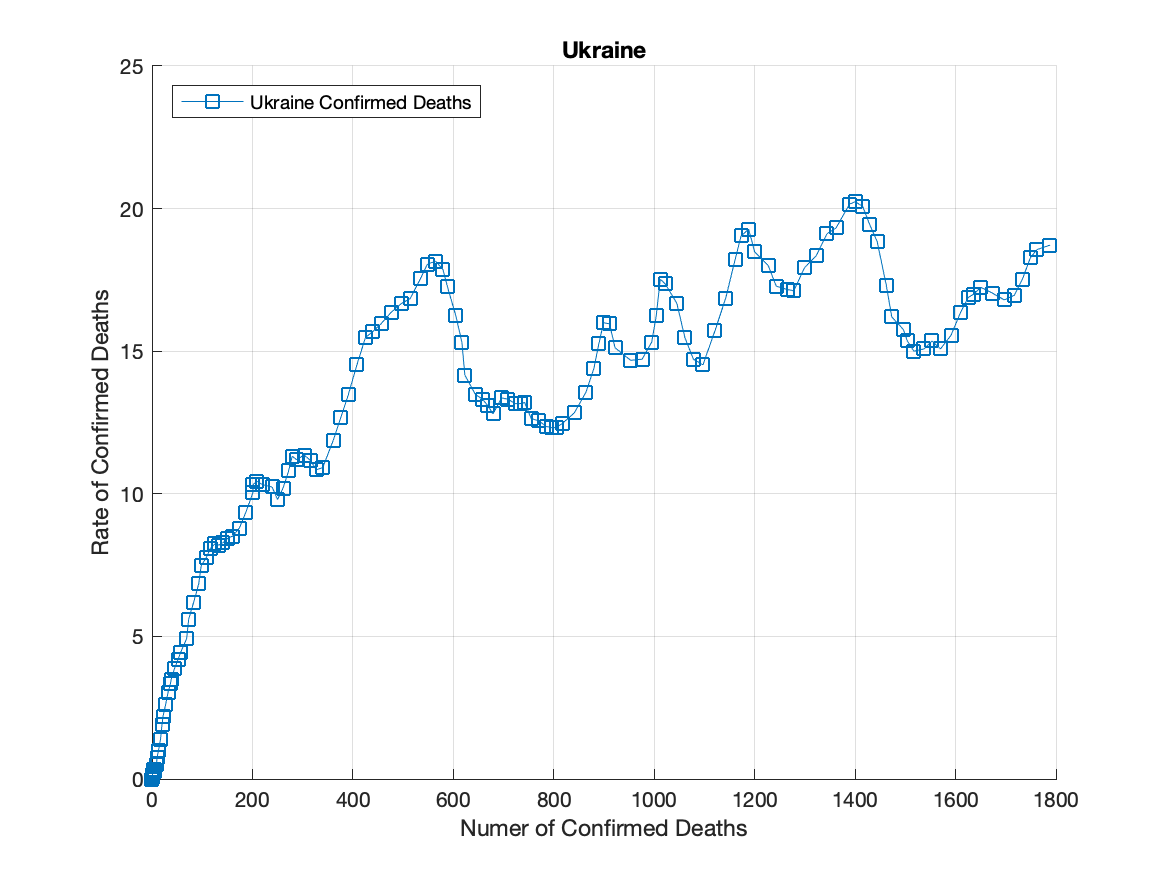 Ukraine
25
Ukraine Confirmed Deaths
20
15
10
5
0
Rate of Confirmed Deaths
0 200 400 600 800 1000 1200 1400 1600 1800
Numer of Confirmed Deaths